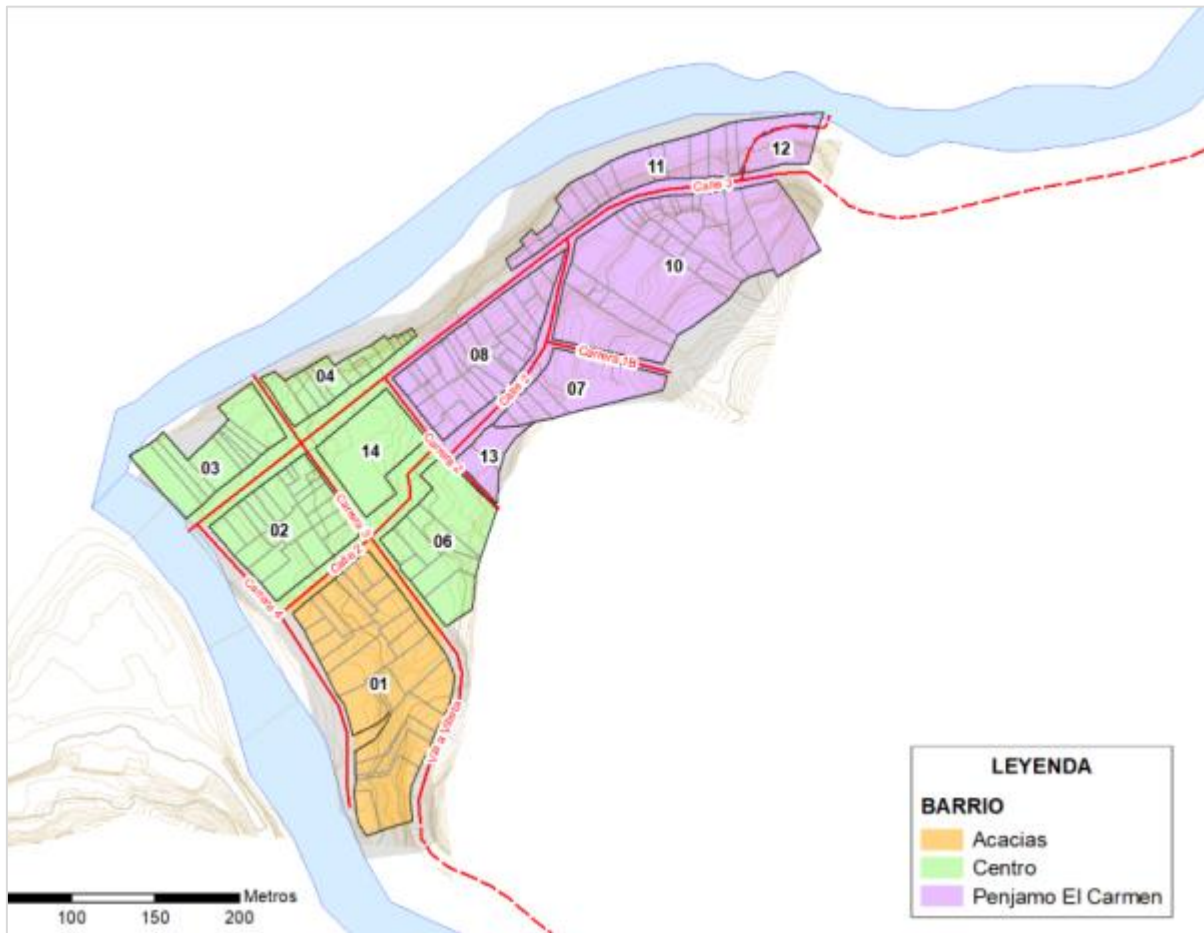 12
11
Calle 3
10
08
Carrera 1B
04
Calle 2
07
14
Carrera 2
13
03
Carrera 3
02
06
Calle 2
Carrera 4
01
Vía a Villeta
LEYENDA
BARRIO
Acacias
Centro
Penjamo El Carmen
Metros
100 150 200